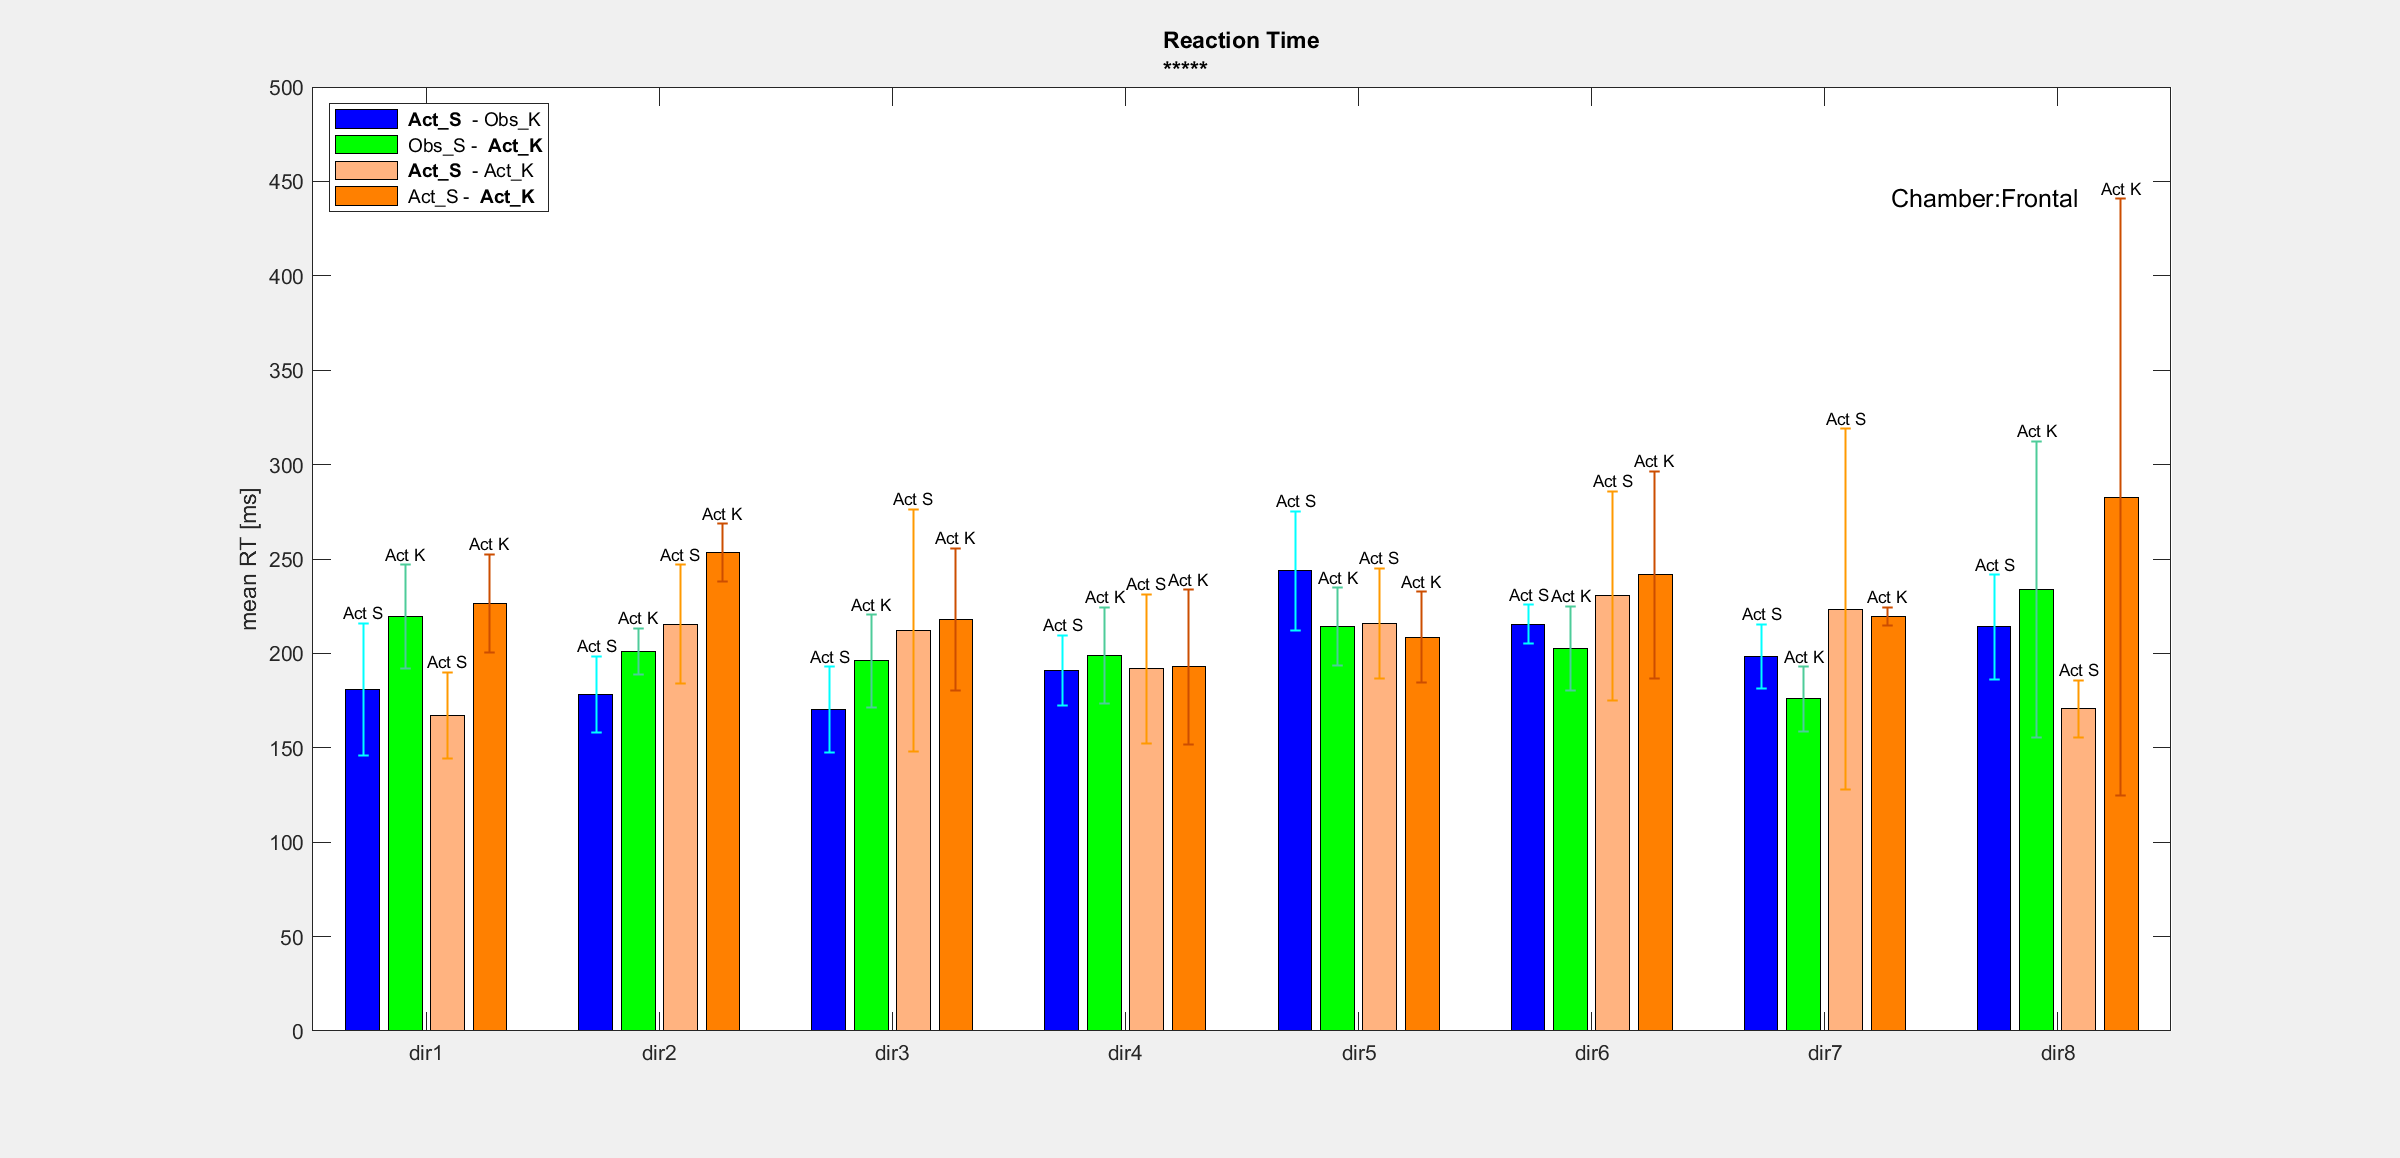 Reaction Time
*****
500
450
400
350
300
250
200
150
100
50
0
mean RT [ms]
Act_S - Obs_K
Obs_S - Act_K
Act_S - Act_K
Act_S - Act_K
Chamber:Frontal
Act S
Act K
Act S
Act K
Act S
Act K
Act S
Act K
Act S
Act K
Act S
Act K
Act S
Act K
Act S
Act K
Act S
Act K
Act S
Act K
Act S
Act K
Act S
Act K
Act S
Act K
Act S
Act K
Act S
Act K
Act S
Act K
dir1 dir2 dir3 dir4 dir5 dir6 dir7 dir8